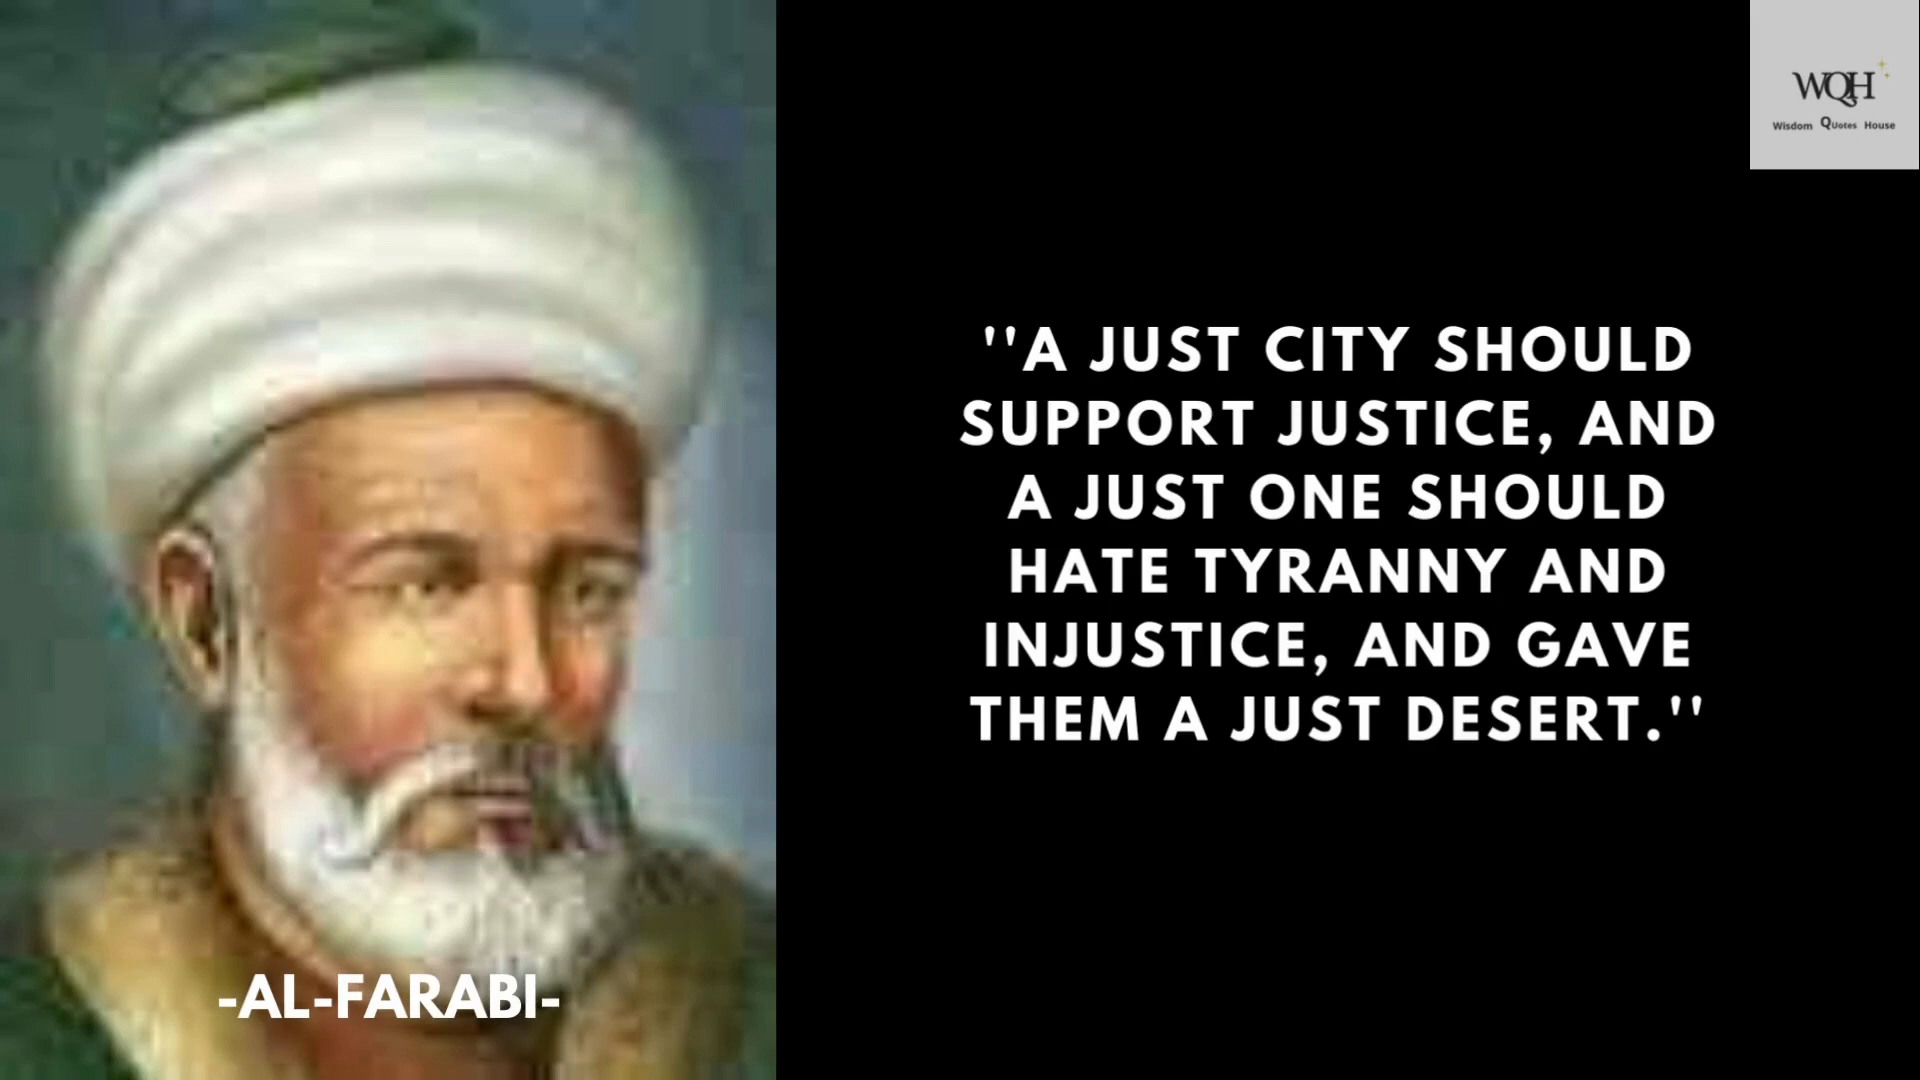 WQH
Wisdom Quotes House
''A JUST CITY SHOULD
SUPPORT JUSTICE, AND
A JUST ONE SHOULD
HATE TYRANNY AND
INJUSTICE, AND GAVE
THEM A JUST DESERT.''
-AL-FARABI-